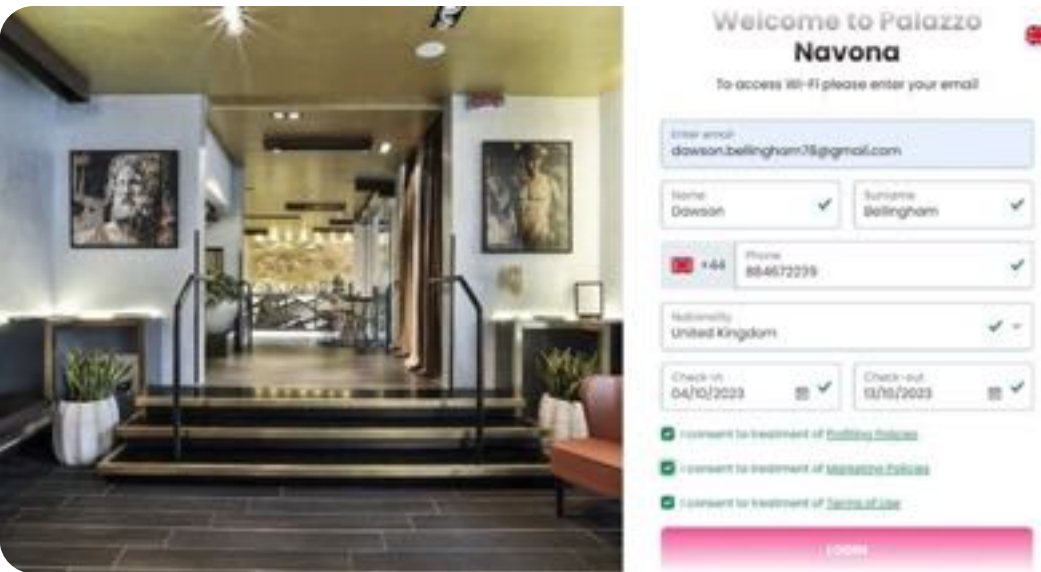 Welcome to Palazzo
Navona
To access Wi-Fi please enter your email
Enter email
dawson.bellingham78@gmail.com
Name
Dawson
Surname
Bellingham
+44
Phone
884672239
Nationality
United Kingdom
Check-in
04/10/2023
Check-out
13/10/2023
I consent to treatment of Profiling Policies
I consent to treatment of Marketing Policies
I consent to treatment of Terms of Use
LOGIN